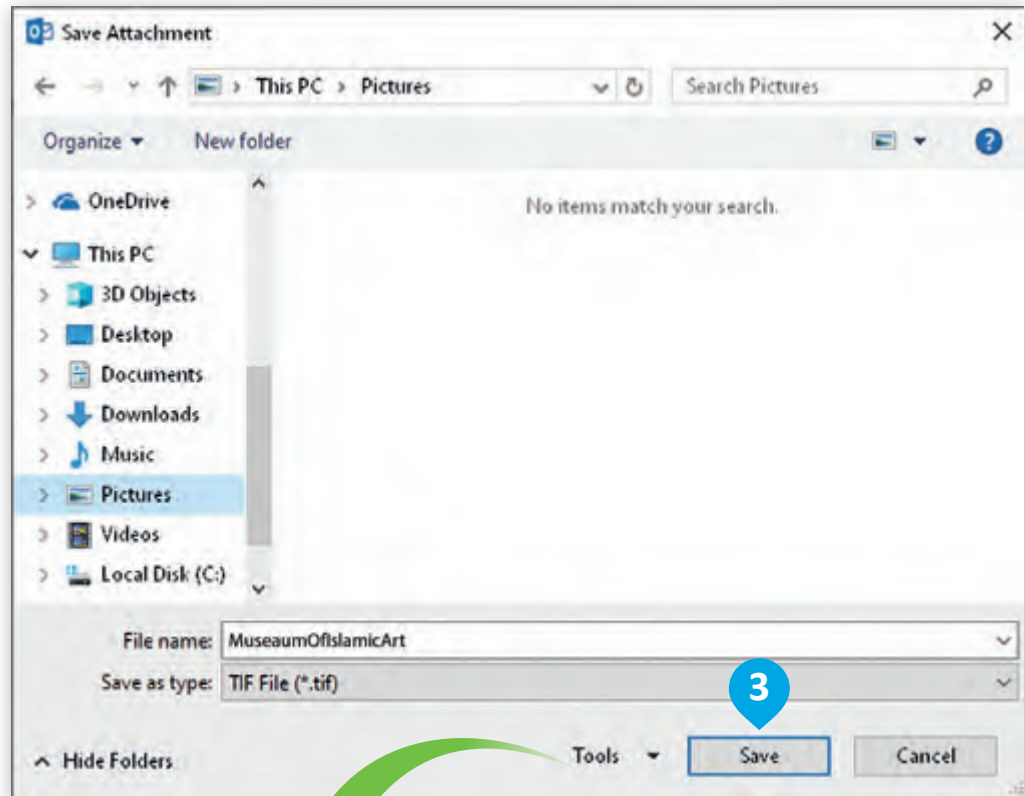 Save Attachment
This PC > Pictures
Search Pictures
Organize
New folder
OneDrive
No items match your search.
This PC
3D Objects
Desktop
Documents
Downloads
Music
Pictures
Videos
Local Disk (C:)
File name: MuseaumOfIslamicArt
Save as type: TIF File (*.tif)
3
Hide Folders
Tools
Save
Cancel